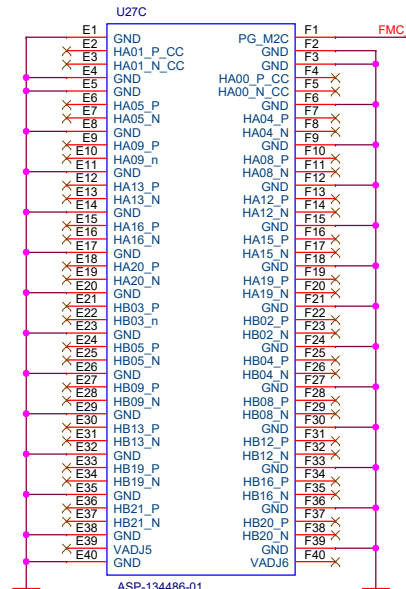 U27C
E1 GND PG_M2C F1 FMC
E2 HA01_P_CC GND F2
E3 HA01_N_CC GND F3
E4 GND HA00_P_CC F4
E5 GND HA00_N_CC F5
E6 HA05_P GND F6
E7 HA05_N HA04_P F7
E8 GND HA04_N F8
E9 HA09_P GND F9
E10 HA09_n HA08_P F10
E11 GND HA08_N F11
E12 HA13_P GND F12
E13 HA13_N HA12_P F13
E14 GND HA12_N F14
E15 HA16_P GND F15
E16 HA16_N HA15_P F16
E17 GND HA15_N F17
E18 HA20_P GND F18
E19 HA20_N HA19_P F19
E20 GND HA19_N F20
E21 HB03_P GND F21
E22 HB03_n HB02_P F22
E23 GND HB02_N F23
E24 HB05_P GND F24
E25 HB05_N HB04_P F25
E26 GND HB04_N F26
E27 HB09_P GND F27
E28 HB09_N HB08_P F28
E29 GND HB08_N F29
E30 HB13_P GND F30
E31 HB13_N HB12_P F31
E32 GND HB12_N F32
E33 HB19_P GND F33
E34 HB19_N HB16_P F34
E35 GND HB16_N F35
E36 HB21_P GND F36
E37 HB21_N HB20_P F37
E38 GND HB20_N F38
E39 VADJ5 GND F39
E40 GND VADJ6 F40
ASP-134486-01